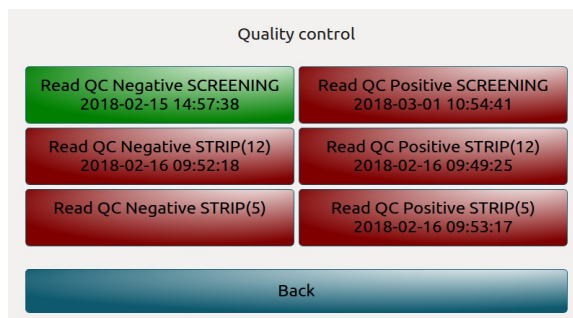 Quality control
Read QC Negative SCREENING
2018-02-15 14:57:38
Read QC Positive SCREENING
2018-03-01 10:54:41
Read QC Negative STRIP(12)
2018-02-16 09:52:18
Read QC Positive STRIP(12)
2018-02-16 09:49:25
Read QC Negative STRIP(5)
Read QC Positive STRIP(5)
2018-02-16 09:53:17
Back